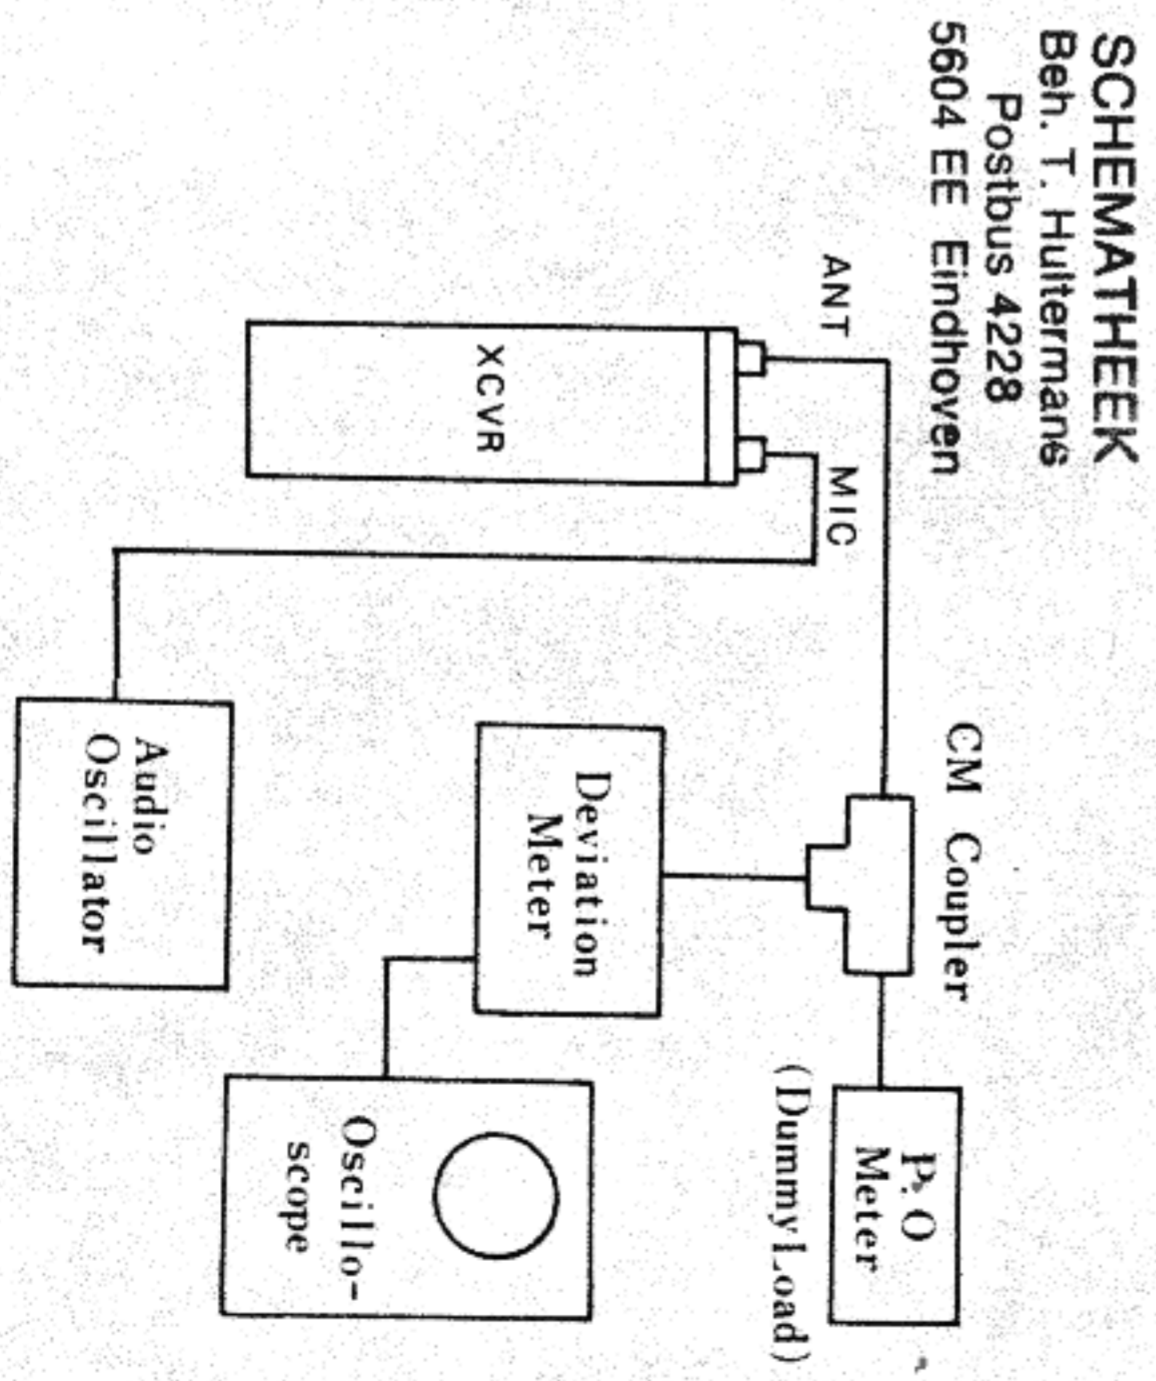 SCHEMATHEEK
Beh. T. Hultermans
Postbus 4228
5604 EE Eindhoven
ANT
MIC
XCVR
CM Coupler
P.O
Meter
(Dummy Load)
Deviation
Meter
Oscillo-
scope
Audio
Oscillator